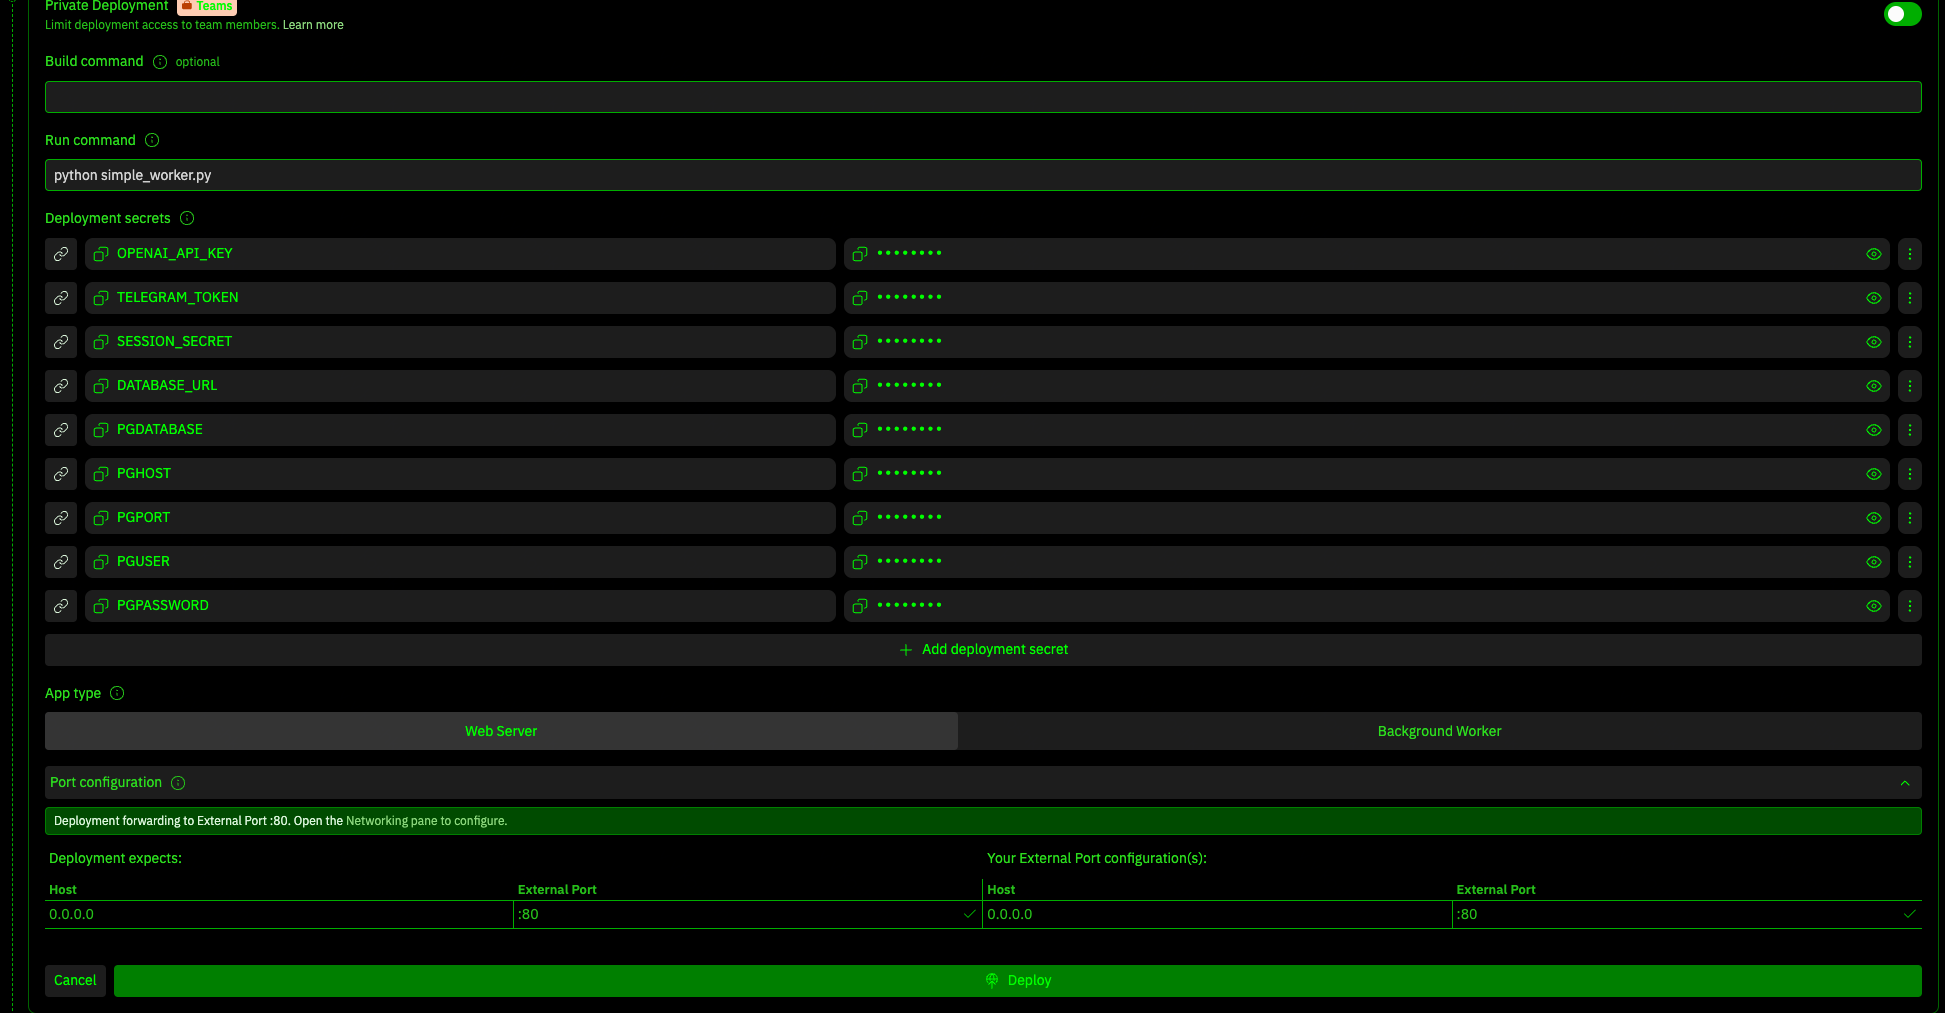 Private Deployment Teams
Limit deployment access to team members. Learn more
Build command optional
Run command
python simple_worker.py
Deployment secrets
OPENAI_API_KEY ••••••••
TELEGRAM_TOKEN ••••••••
SESSION_SECRET ••••••••
DATABASE_URL ••••••••
PGDATABASE ••••••••
PGHOST ••••••••
PGPORT ••••••••
PGUSER ••••••••
PGPASSWORD ••••••••
Add deployment secret
App type
Web Server Background Worker
Port configuration
Deployment forwarding to External Port :80. Open the Networking pane to configure.
Deployment expects: Your External Port configuration(s):
Host External Port Host External Port
0.0.0.0 :80 0.0.0.0 :80
Cancel Deploy